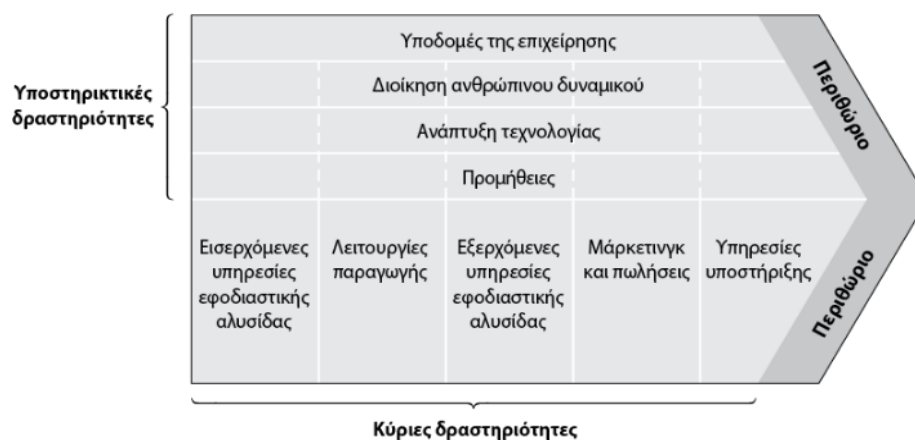 Υποστηρικτικές
δραστηριότητες
Υποδομές της επιχείρησης
Διοίκηση ανθρώπινου δυναμικού
Ανάπτυξη τεχνολογίας
Προμήθειες
Περιθώριο
Εισερχόμενες
υπηρεσίες
εφοδιαστικής
αλυσίδας
Λειτουργίες
παραγωγής
Εξερχόμενες
υπηρεσίες
εφοδιαστικής
αλυσίδας
Μάρκετινγκ
και πωλήσεις
Υπηρεσίες
υποστήριξης
Περιθώριο
Κύριες δραστηριότητες